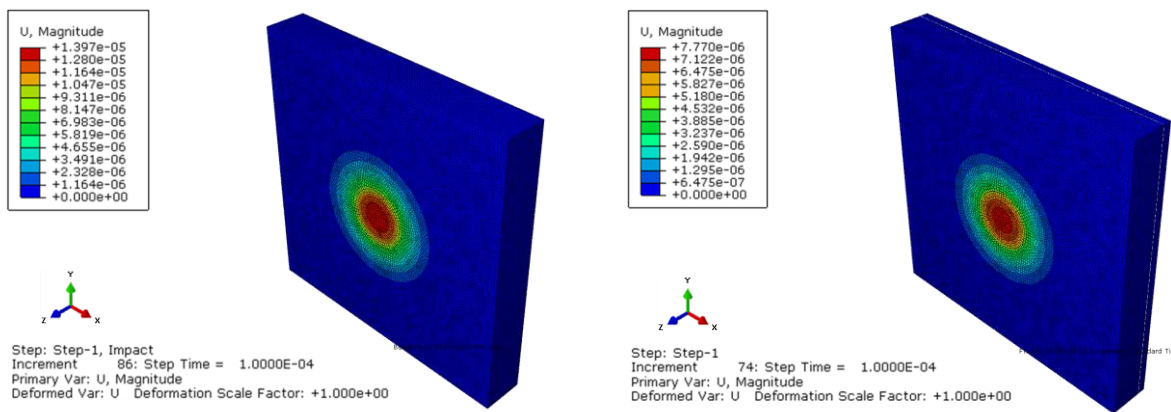 U, Magnitude
+1.397e-05
+1.280e-05
+1.164e-05
+1.047e-05
+9.311e-06
+8.147e-06
+6.983e-06
+5.819e-06
+4.655e-06
+3.491e-06
+2.328e-06
+1.164e-06
+0.000e+00
Y
Z
X
Step: Step-1, Impact
Increment 86: Step Time = 1.0000E-04
Primary Var: U, Magnitude
Deformed Var: U Deformation Scale Factor: +1.000e+00
U, Magnitude
+7.770e-06
+7.122e-06
+6.475e-06
+5.827e-06
+5.180e-06
+4.532e-06
+3.885e-06
+3.237e-06
+2.590e-06
+1.942e-06
+1.295e-06
+6.475e-07
+0.000e+00
Y
Z
X
Step: Step-1
Increment 74: Step Time = 1.0000E-04
Primary Var: U, Magnitude
Deformed Var: U Deformation Scale Factor: +1.000e+00